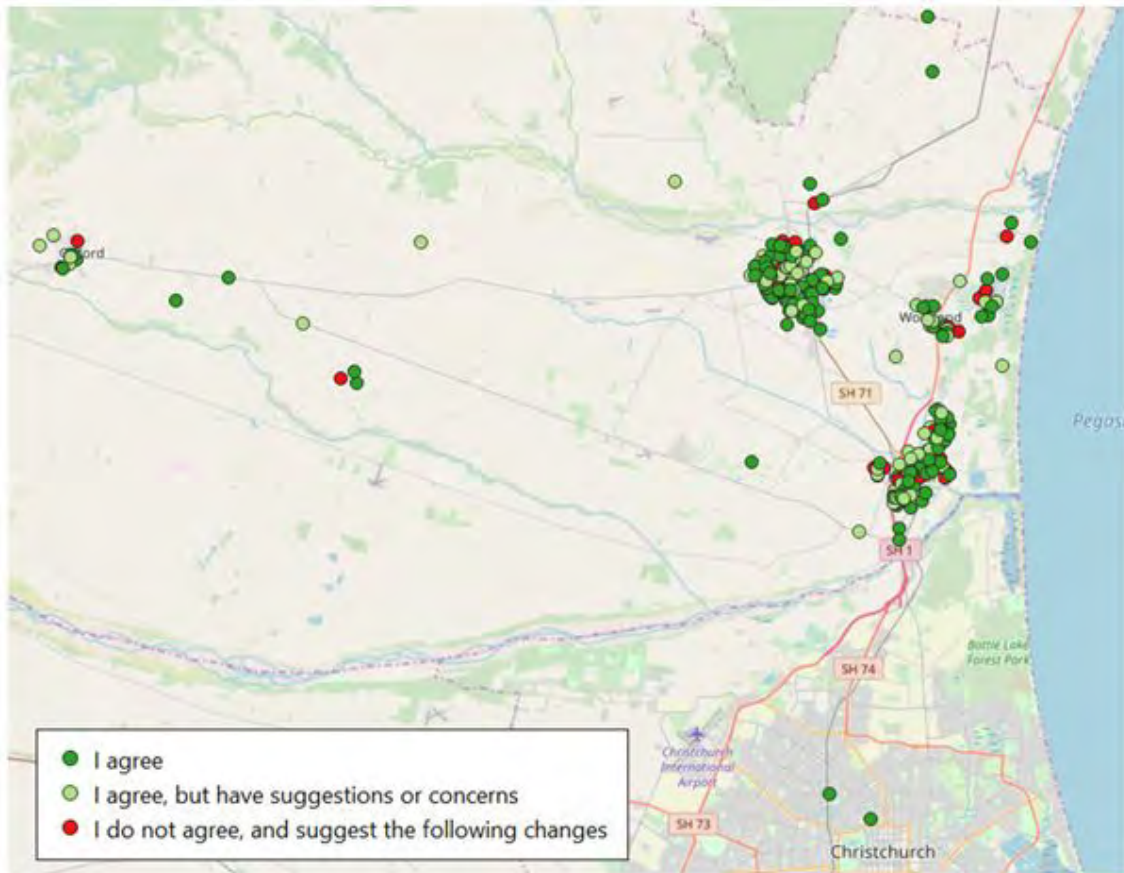 SH 71
Pegas
SH 1
Bottle Lake
Forest Park
SH 74
Christchurch
International
Airport
SH 73
Christchurch
I agree
I agree, but have suggestions or concerns
I do not agree, and suggest the following changes